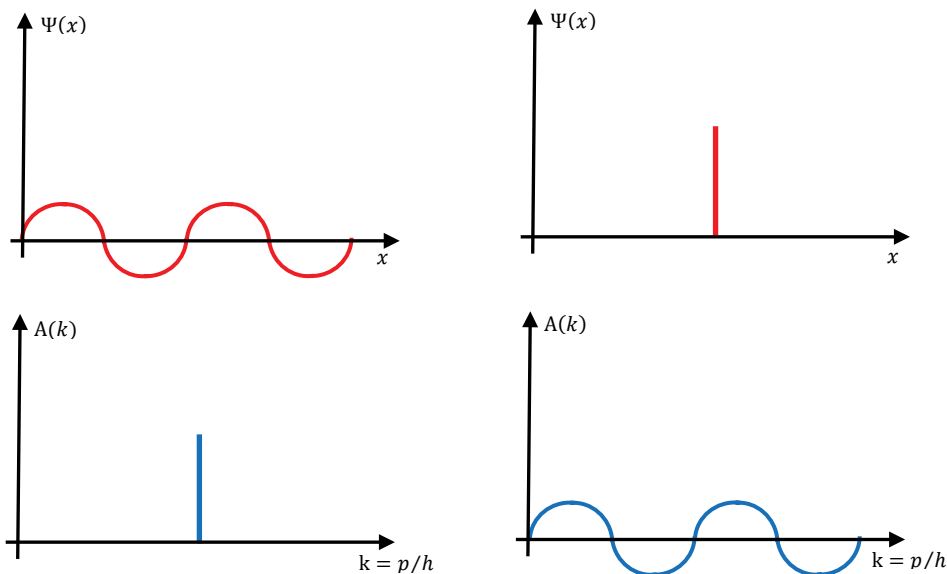 Ψ(x)
x
Ψ(x)
x
A(k)
k = p/h
A(k)
k = p/h